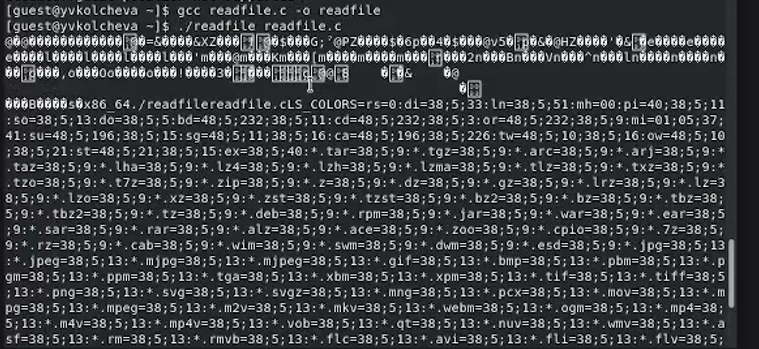 [guest@yvkolcheva ~]$ gcc readfile.c -o readfile
[guest@yvkolcheva ~]$ ./readfile readfile.c
���B����s�x86_64./readfilereadfile.cLS_COLORS=rs=0:di=38;5;33:ln=38;5;51:mh=00:pi=40;38;5;11
:so=38;5;13:do=38;5;5:bd=48;5;232;38;5;11:cd=48;5;232;38;5;3:or=48;5;232;38;5;9:mi=01;05;37;
41:su=48;5;196;38;5;15:sg=48;5;11;38;5;16:ca=48;5;196;38;5;226:tw=48;5;10;38;5;16:ow=48;5;10
;38;5;21:st=48;5;21;38;5;15:ex=38;5;40:*.tar=38;5;9:*.tgz=38;5;9:*.arc=38;5;9:*.arj=38;5;9:*
.taz=38;5;9:*.lha=38;5;9:*.lz4=38;5;9:*.lzh=38;5;9:*.lzma=38;5;9:*.tlz=38;5;9:*.txz=38;5;9:*
.tzo=38;5;9:*.t7z=38;5;9:*.zip=38;5;9:*.z=38;5;9:*.dz=38;5;9:*.gz=38;5;9:*.lrz=38;5;9:*.lz=3
8;5;9:*.lzo=38;5;9:*.xz=38;5;9:*.zst=38;5;9:*.tzst=38;5;9:*.bz2=38;5;9:*.bz=38;5;9:*.tbz=38;
5;9:*.tbz2=38;5;9:*.tz=38;5;9:*.deb=38;5;9:*.rpm=38;5;9:*.jar=38;5;9:*.war=38;5;9:*.ear=38;5
;9:*.sar=38;5;9:*.rar=38;5;9:*.alz=38;5;9:*.ace=38;5;9:*.zoo=38;5;9:*.cpio=38;5;9:*.7z=38;5;
9:*.rz=38;5;9:*.cab=38;5;9:*.wim=38;5;9:*.swm=38;5;9:*.dwm=38;5;9:*.esd=38;5;9:*.jpg=38;5;13
:*.jpeg=38;5;13:*.mjpg=38;5;13:*.mjpeg=38;5;13:*.gif=38;5;13:*.bmp=38;5;13:*.pbm=38;5;13:*.p
gm=38;5;13:*.ppm=38;5;13:*.tga=38;5;13:*.xbm=38;5;13:*.xpm=38;5;13:*.tif=38;5;13:*.tiff=38;5
;13:*.png=38;5;13:*.svg=38;5;13:*.svgz=38;5;13:*.mng=38;5;13:*.pcx=38;5;13:*.mov=38;5;13:*.m
pg=38;5;13:*.mpeg=38;5;13:*.m2v=38;5;13:*.mkv=38;5;13:*.webm=38;5;13:*.ogm=38;5;13:*.mp4=38;
5;13:*.m4v=38;5;13:*.mp4v=38;5;13:*.vob=38;5;13:*.qt=38;5;13:*.nuv=38;5;13:*.wmv=38;5;13:*.a
sf=38;5;13:*.rm=38;5;13:*.rmvb=38;5;13:*.flc=38;5;13:*.avi=38;5;13:*.fli=38;5;13:*.flv=38;5;